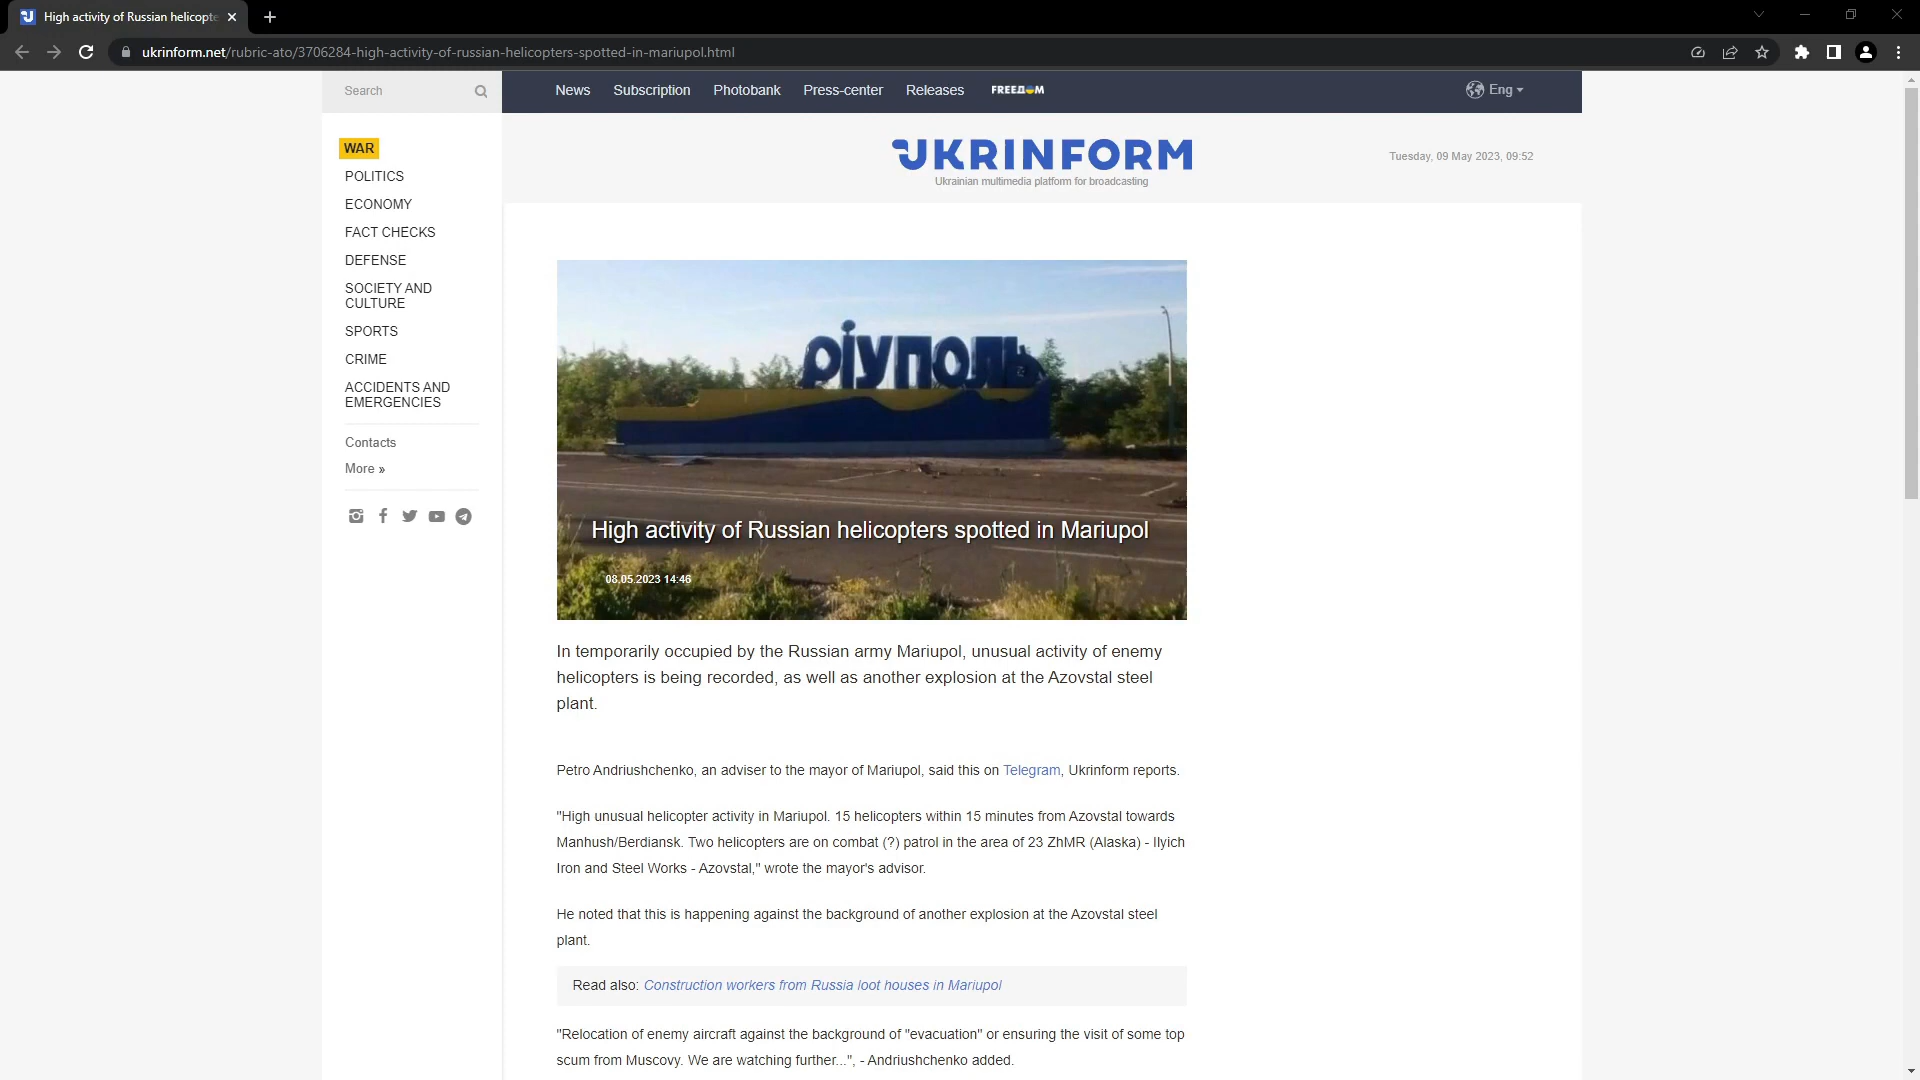 High activity of Russian helicopte
ukrinform.net/rubric-ato/3706284-high-activity-of-russian-helicopters-spotted-in-mariupol.html
Search
News Subscription Photobank Press-center Releases FREEДОМ Eng
WAR
POLITICS
ECONOMY
FACT CHECKS
DEFENSE
SOCIETY AND
CULTURE
SPORTS
CRIME
ACCIDENTS AND
EMERGENCIES
Contacts
More »
UKRINFORM
Ukrainian multimedia platform for broadcasting
Tuesday, 09 May 2023, 09:52
ріуполь
High activity of Russian helicopters spotted in Mariupol
08.05.2023 14:46
In temporarily occupied by the Russian army Mariupol, unusual activity of enemy
helicopters is being recorded, as well as another explosion at the Azovstal steel
plant.
Petro Andriushchenko, an adviser to the mayor of Mariupol, said this on Telegram, Ukrinform reports.
"High unusual helicopter activity in Mariupol. 15 helicopters within 15 minutes from Azovstal towards
Manhush/Berdiansk. Two helicopters are on combat (?) patrol in the area of 23 ZhMR (Alaska) - Ilyich
Iron and Steel Works - Azovstal," wrote the mayor's advisor.
He noted that this is happening against the background of another explosion at the Azovstal steel
plant.
Read also: Construction workers from Russia loot houses in Mariupol
"Relocation of enemy aircraft against the background of "evacuation" or ensuring the visit of some top
scum from Muscovy. We are watching further...", - Andriushchenko added.